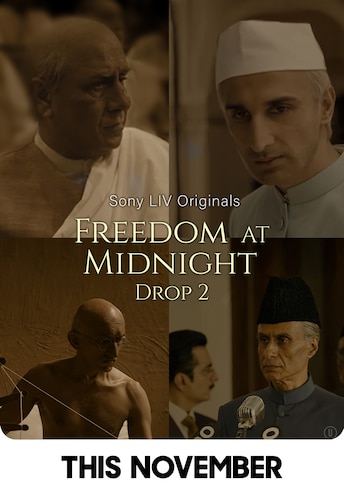 Sony LIV Originals
FREEDOM AT
MIDNIGHT
DROP 2
THIS NOVEMBER